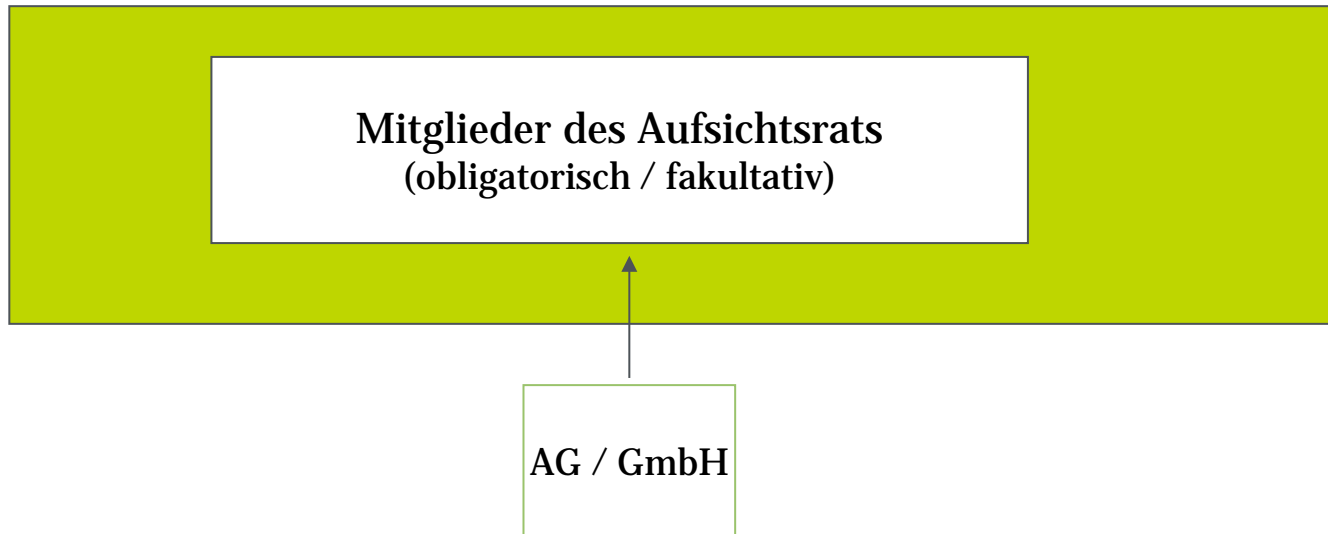 Mitglieder des Aufsichtsrats
(obligatorisch / fakultativ)
AG / GmbH